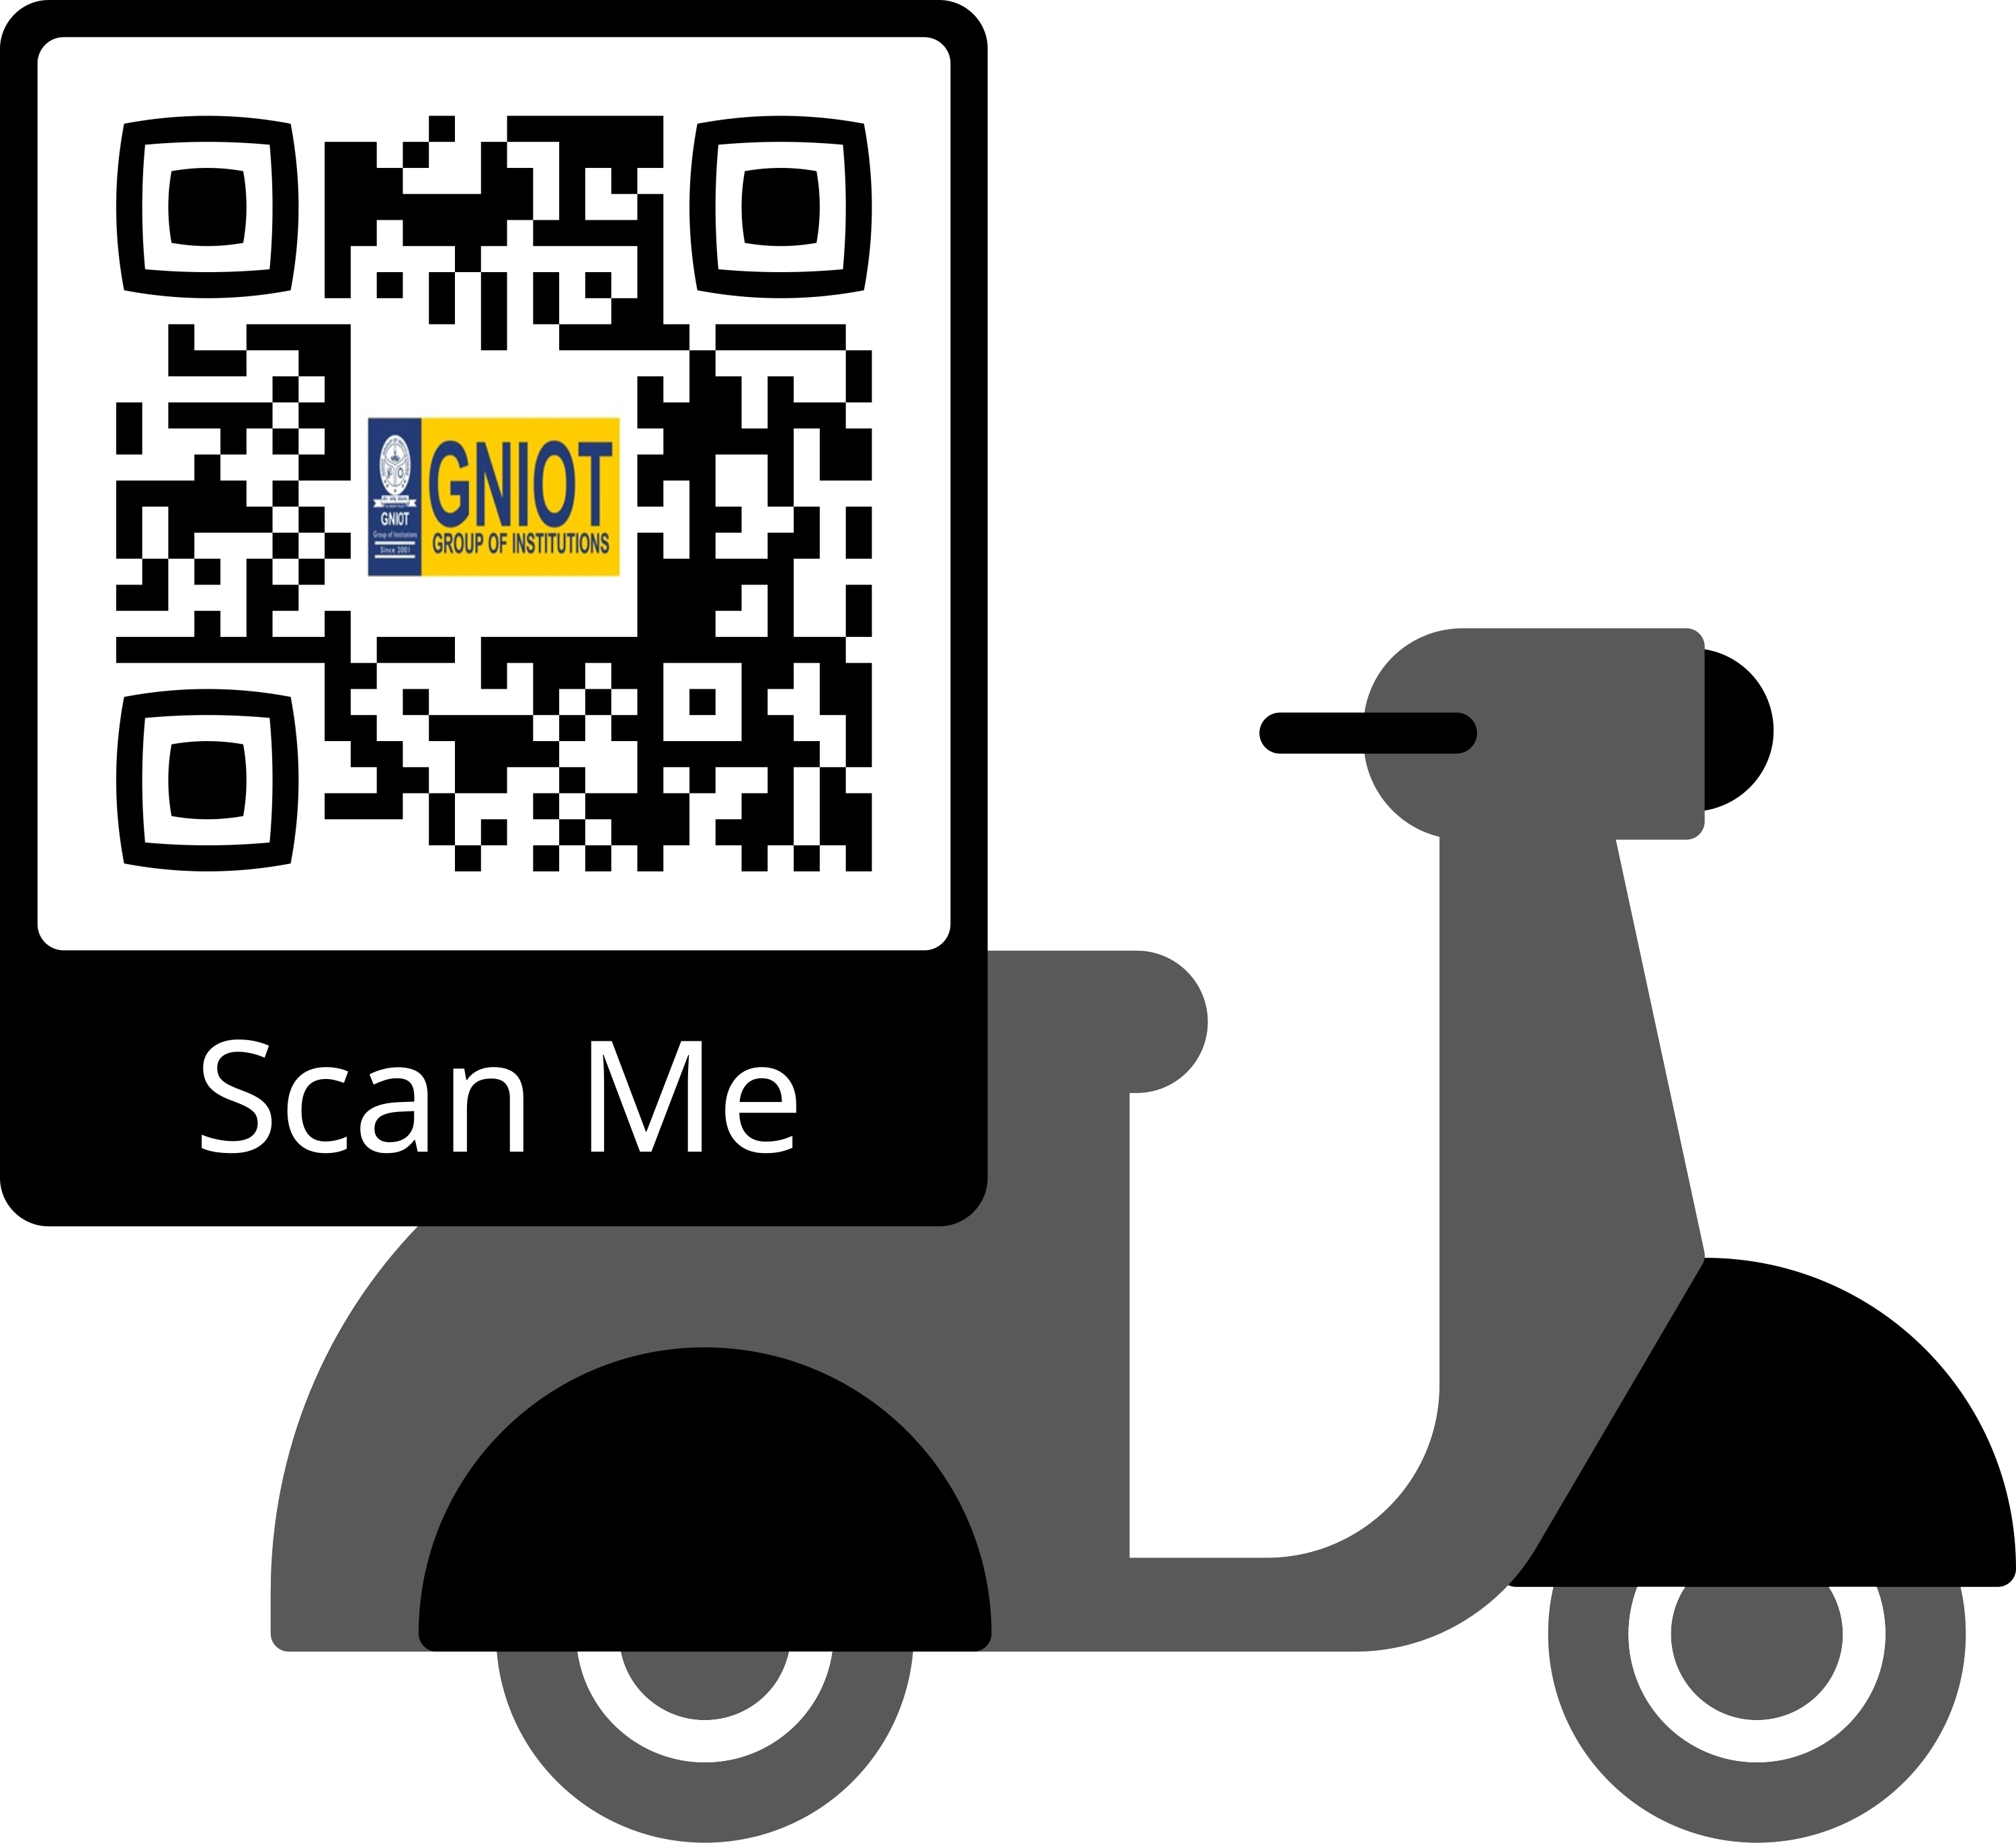 GNIOT
GROUP OF INSTITUTIONS
GNIOT
Group of Institutions
Since 2001
Scan Me